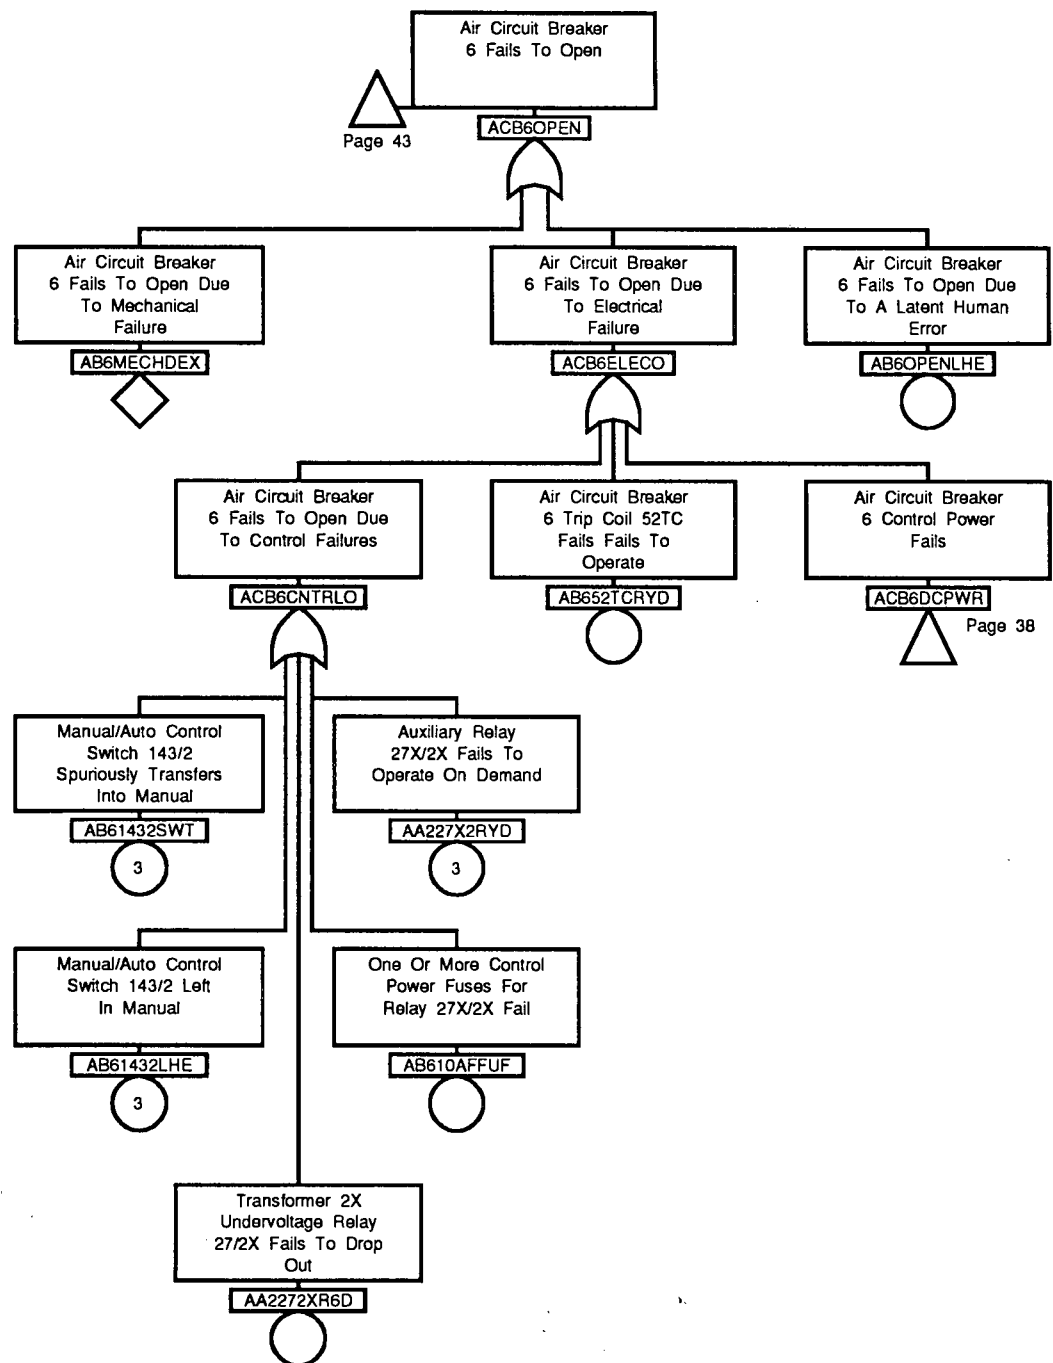 Air Circuit Breaker
6 Fails To Open
Page 43
ACB6OPEN
Air Circuit Breaker
6 Fails To Open Due
To Mechanical
Failure
AB6MECHDEX
Air Circuit Breaker
6 Fails To Open Due
To Electrical
Failure
ACB6ELECO
Air Circuit Breaker
6 Fails To Open Due
To A Latent Human
Error
AB6OPENLHE
Air Circuit Breaker
6 Fails To Open Due
To Control Failures
ACB6CNTRLO
Air Circuit Breaker
6 Trip Coil 52TC
Fails Fails To
Operate
AB652TCRYD
Air Circuit Breaker
6 Control Power
Fails
ACB6DCPWR
Page 38
Manual/Auto Control
Switch 143/2
Spuriously Transfers
Into Manual
AB61432SWT
3
Auxiliary Relay
27X/2X Fails To
Operate On Demand
AA227X2RYD
3
Manual/Auto Control
Switch 143/2 Left
In Manual
AB61432LHE
3
One Or More Control
Power Fuses For
Relay 27X/2X Fail
AB610AFFUF
Transformer 2X
Undervoltage Relay
27/2X Fails To Drop
Out
AA2272XR6D